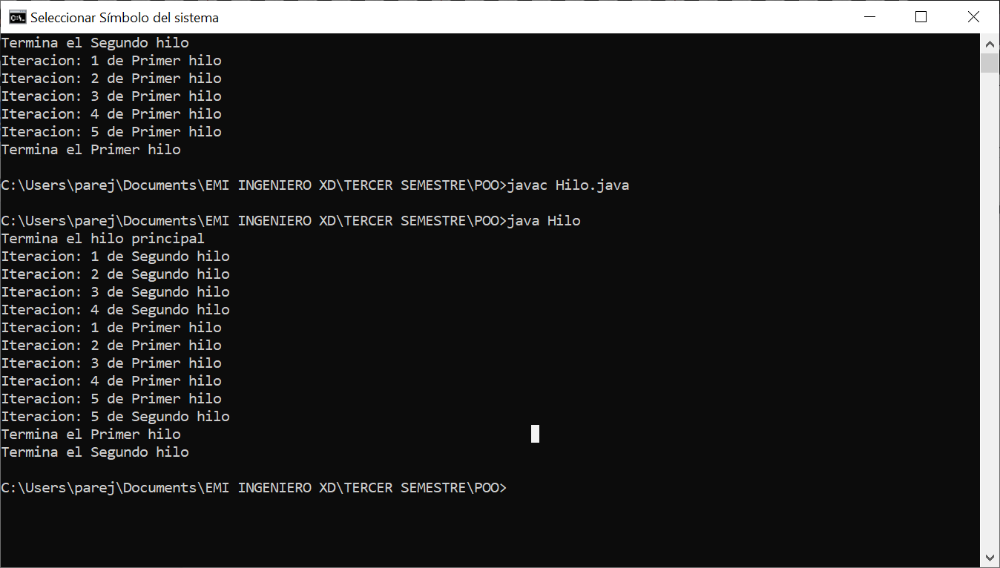 Seleccionar Símbolo del sistema
Termina el Segundo hilo
Iteracion: 1 de Primer hilo
Iteracion: 2 de Primer hilo
Iteracion: 3 de Primer hilo
Iteracion: 4 de Primer hilo
Iteracion: 5 de Primer hilo
Termina el Primer hilo
C:\Users\parej\Documents\EMI INGENIERO XD\TERCER SEMESTRE\POO>javac Hilo.java
C:\Users\parej\Documents\EMI INGENIERO XD\TERCER SEMESTRE\POO>java Hilo
Termina el hilo principal
Iteracion: 1 de Segundo hilo
Iteracion: 2 de Segundo hilo
Iteracion: 3 de Segundo hilo
Iteracion: 4 de Segundo hilo
Iteracion: 1 de Primer hilo
Iteracion: 2 de Primer hilo
Iteracion: 3 de Primer hilo
Iteracion: 4 de Primer hilo
Iteracion: 5 de Primer hilo
Iteracion: 5 de Segundo hilo
Termina el Primer hilo
Termina el Segundo hilo
C:\Users\parej\Documents\EMI INGENIERO XD\TERCER SEMESTRE\POO>